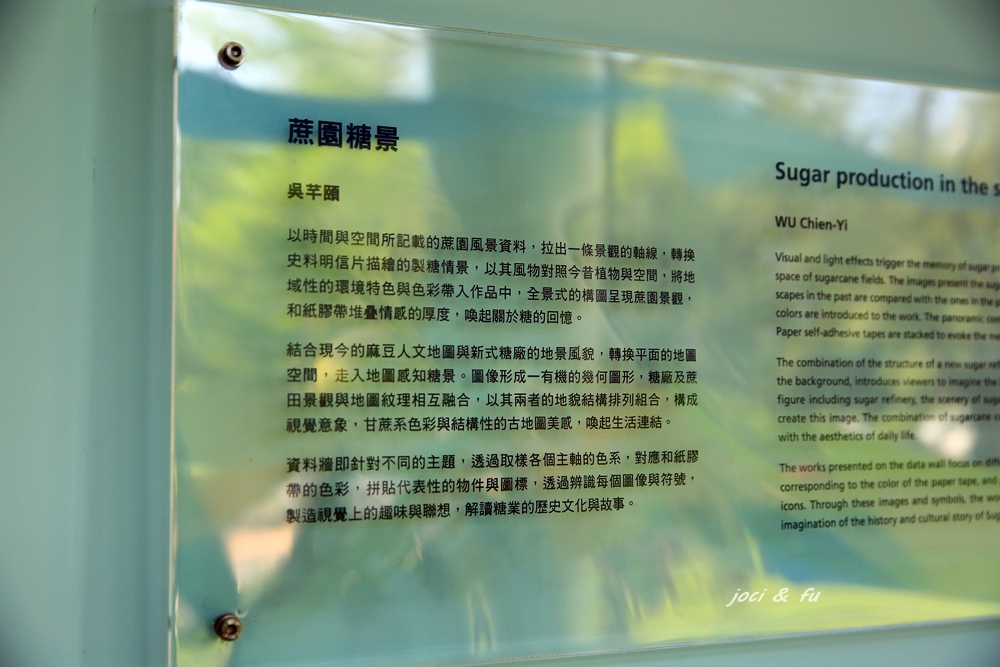 蔗園糖景
吳芊頤
以時間與空間所記載的蔗園風景資料，拉出一條景觀的軸線，轉換
史料明信片描繪的製糖情景，以其風物對照今昔植物與空間，將地
域性的環境特色與色彩帶入作品中，全景式的構圖呈現蔗園景觀，
和紙膠帶堆疊情感的厚度，喚起關於糖的回憶。
結合現今的麻豆人文地圖與新式糖廠的地景風貌，轉換平面的地圖
空間，走入地圖感知糖景。圖像形成一有機的幾何圖形，糖廠及蔗
田景觀與地圖紋理相互融合，以其兩者的地貌結構排列組合，構成
視覺意象，甘蔗系色彩與結構性的古地圖美感，喚起生活連結。
資料牆即針對不同的主題，透過取樣各個主軸的色系，對應和紙膠
帶的色彩，拼貼代表性的物件與圖標，透過辨識每個圖像與符號，
製造視覺上的趣味與聯想，解讀糖業的歷史文化與故事。
Sugar production in the
WU Chien-Yi
Visual and light effects trigger the memory of sugar
space of sugarcane fields. The images present the
scapes in the past are compared with the ones in the
colors are introduced to the work. The panoramic
Paper self-adhesive tapes are stacked to evoke the
The combination of the structure of a new sugar
the background, introduces viewers to imagine the
figure including sugar refinery, the scenery of
create this image. The combination of sugarcane
with the aesthetics of daily life.
The works presented on the data wall focus on
corresponding to the color of the paper tape, and
icons. Through these images and symbols, the
imagination of the history and cultural story of
joci & fu